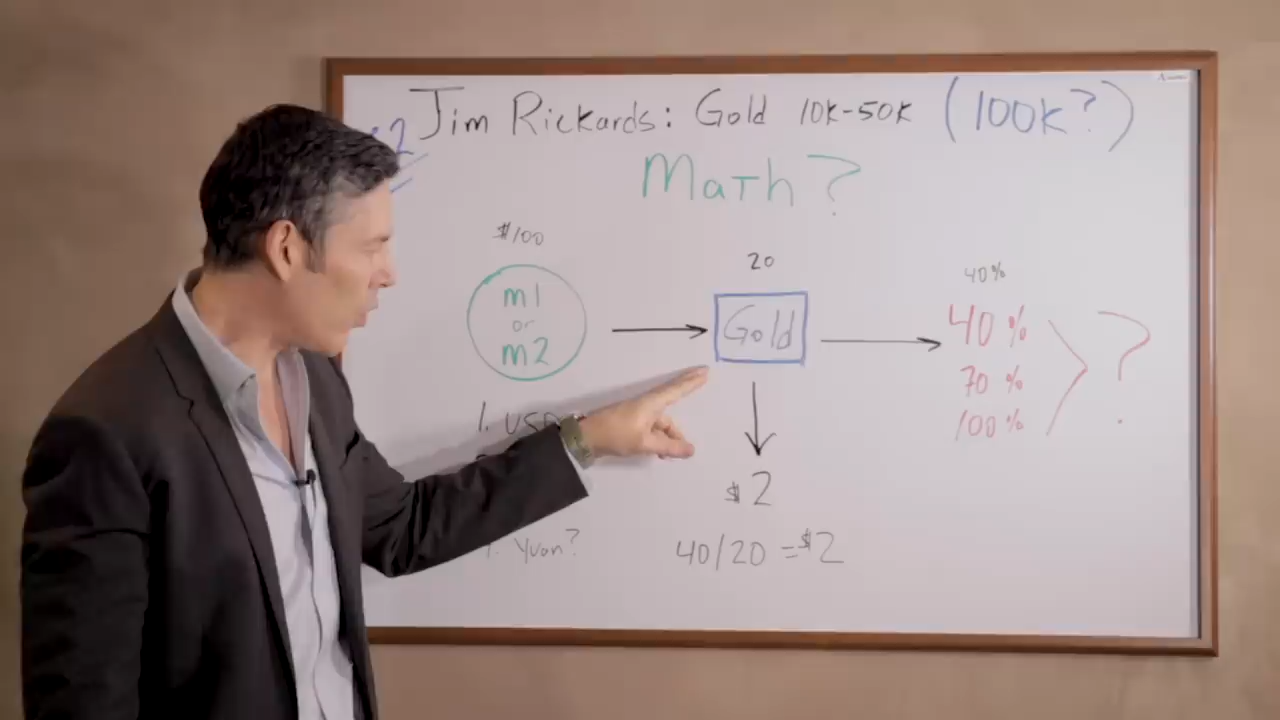 Jim Rickards: Gold 10k-50k (100k?)
Math?
$100
m1
or
m2
20
Gold
40%
40%
70%
100%
?
1. USD
$2
40/20 = $2
Yuan?